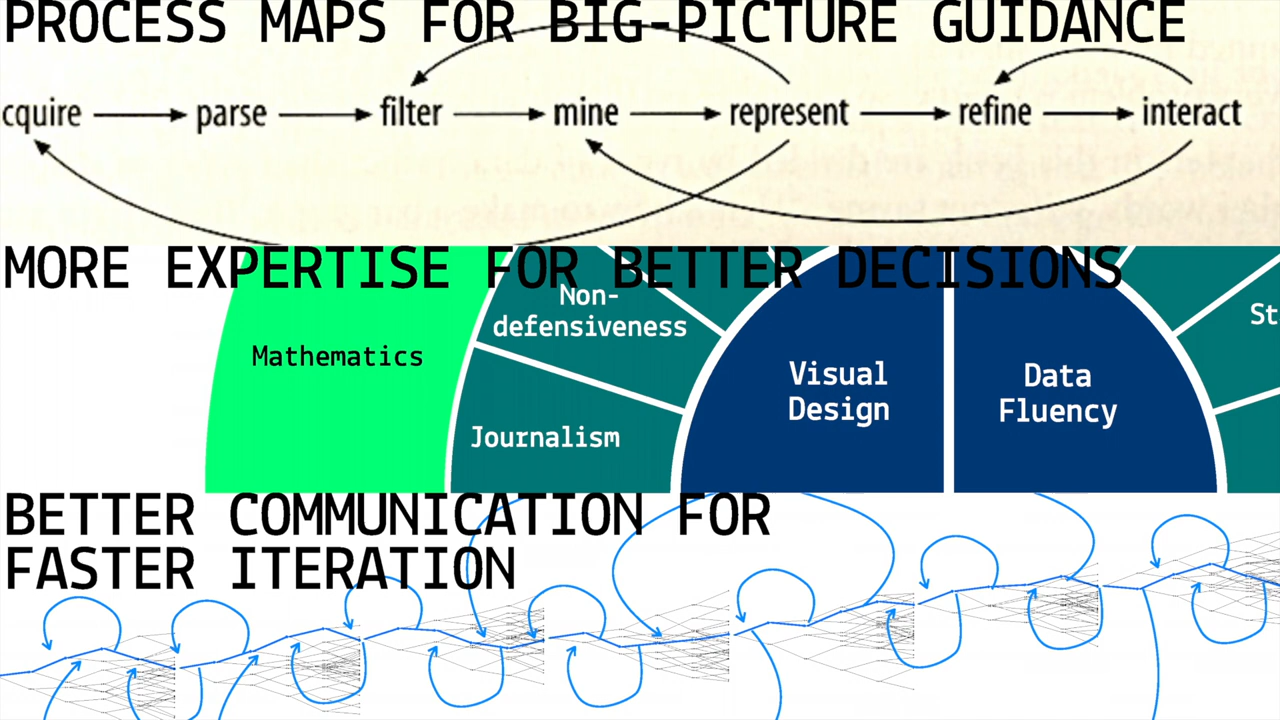 PROCESS MAPS FOR BIG-PICTURE GUIDANCE
cquire parse filter mine represent refine interact
MORE EXPERTISE FOR BETTER DECISIONS
Non-
defensiveness
St
Mathematics
Visual
Design
Data
Fluency
Journalism
BETTER COMMUNICATION FOR
FASTER ITERATION